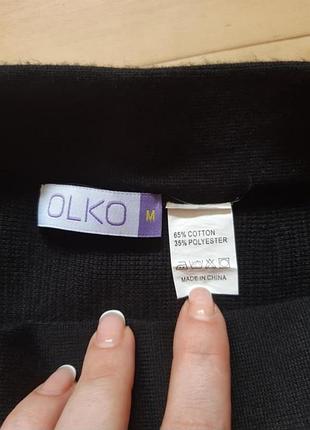 OLKO
M
65% COTTON
35% POLYESTER
MADE IN CHINA